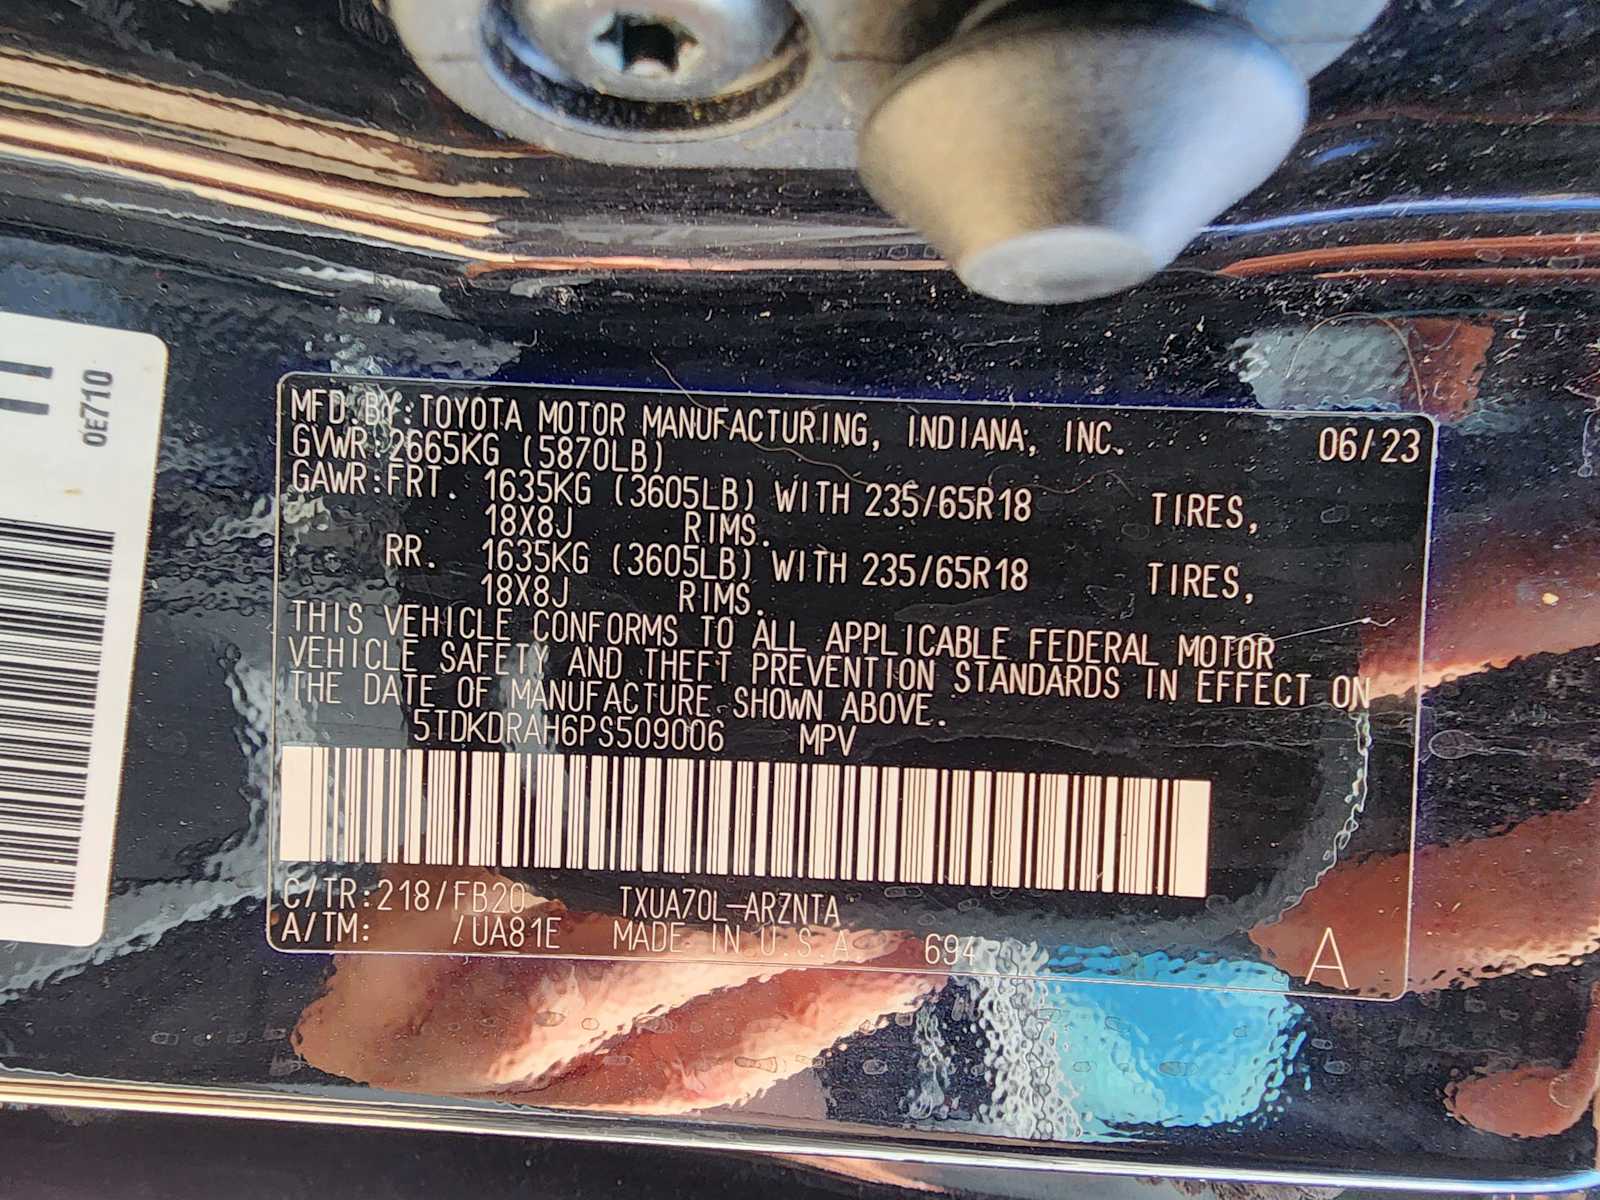 MFD.BY:TOYOTA MOTOR MANUFACTURING, INDIANA, INC. 06/23
GVWR:2665KG (5870LB)
GAWR:FRT. 1635KG (3605LB) WITH 235/65R18 TIRES,
18X8J RIMS.
RR. 1635KG (3605LB) WITH 235/65R18 TIRES,
18X8J RIMS.
THIS VEHICLE CONFORMS TO ALL APPLICABLE FEDERAL MOTOR
VEHICLE SAFETY AND THEFT PREVENTION STANDARDS IN EFFECT ON
THE DATE OF MANUFACTURE SHOWN ABOVE.
5TDKDRAH6PS509006 MPV
C/TR:218/FB20 TXUA70L-ARZNTA
A/TM: /UA81E MADE IN U.S.A. 694 A
0E710